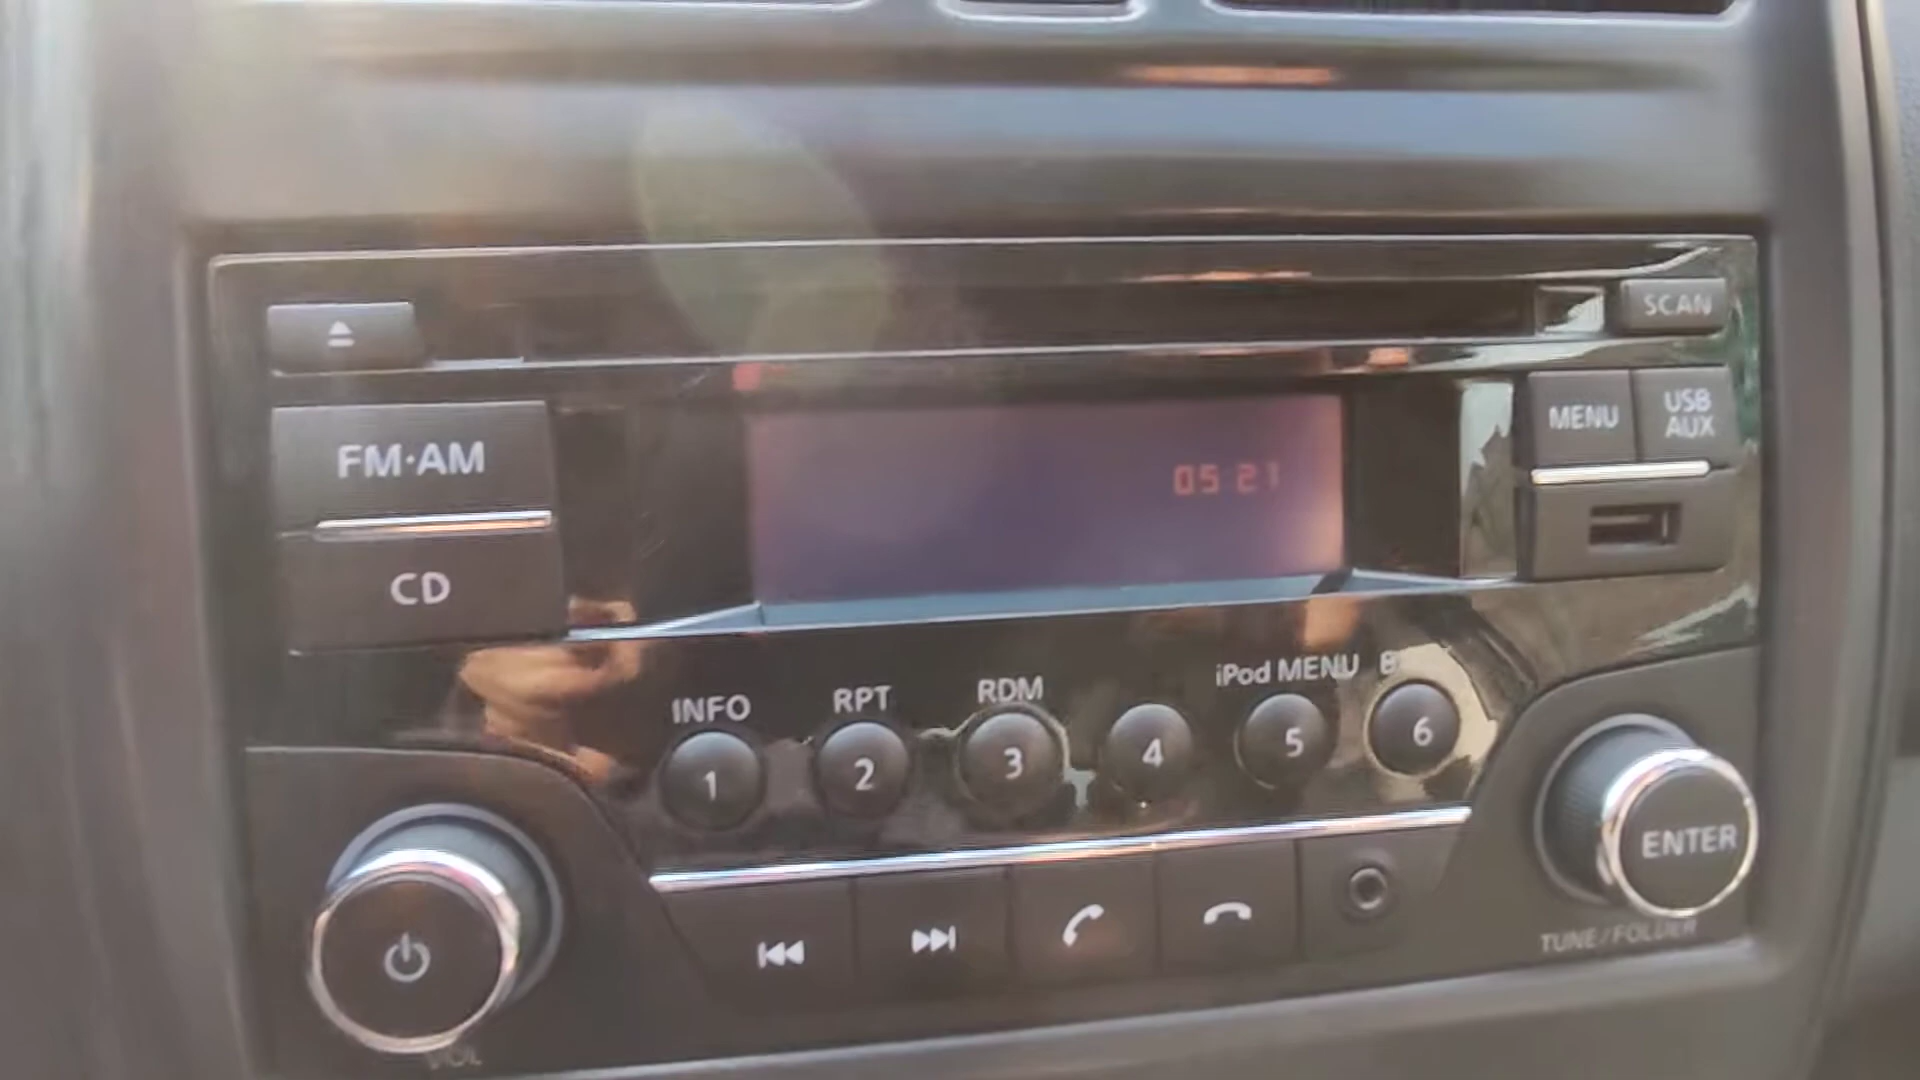 SCAN
FM·AM
MENU
USB
AUX
05 21
CD
iPod MENU
INFO
RPT
RDM
1
2
3
4
5
6
ENTER
TUNE/FOLDER
VOL